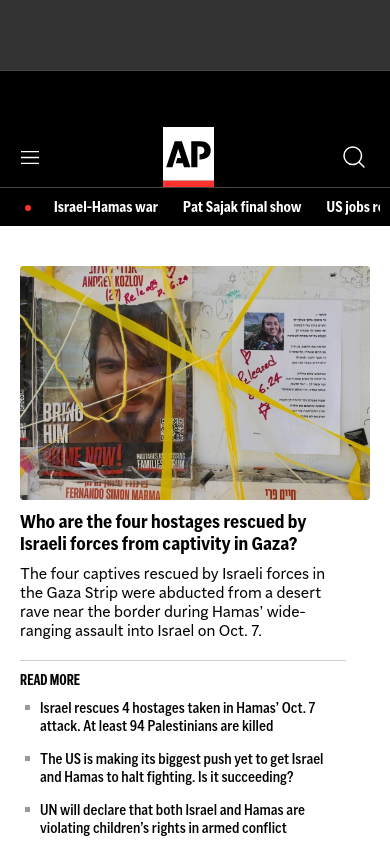 AP
Israel-Hamas war
Pat Sajak final show
US jobs re
ANDREY KOZLOV
(27)
Released
8.6.24
BRING
HIM
HOME NOW!
FERNANDO SIMON MARMAN
Released
8.6.24
חיים פרי
Who are the four hostages rescued by
Israeli forces from captivity in Gaza?
The four captives rescued by Israeli forces in
the Gaza Strip were abducted from a desert
rave near the border during Hamas’ wide-
ranging assault into Israel on Oct. 7.
READ MORE
Israel rescues 4 hostages taken in Hamas’ Oct. 7
attack. At least 94 Palestinians are killed
The US is making its biggest push yet to get Israel
and Hamas to halt fighting. Is it succeeding?
UN will declare that both Israel and Hamas are
violating children’s rights in armed conflict